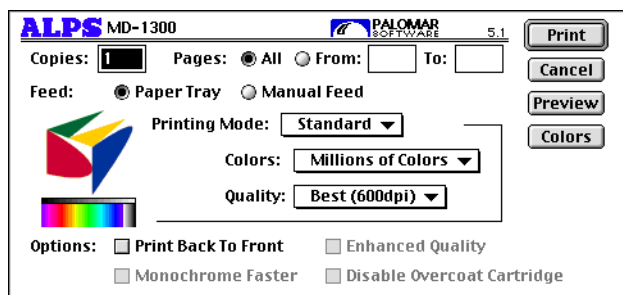 ALPS MD-1300 PALOMAR SOFTWARE 5.1 Print
Copies: 1 Pages: All From: To: Cancel
Feed: Paper Tray Manual Feed Preview
Printing Mode: Standard Colors
Colors: Millions of Colors
Quality: Best (600dpi)
Options: Print Back To Front Enhanced Quality
Monochrome Faster Disable Overcoat Cartridge